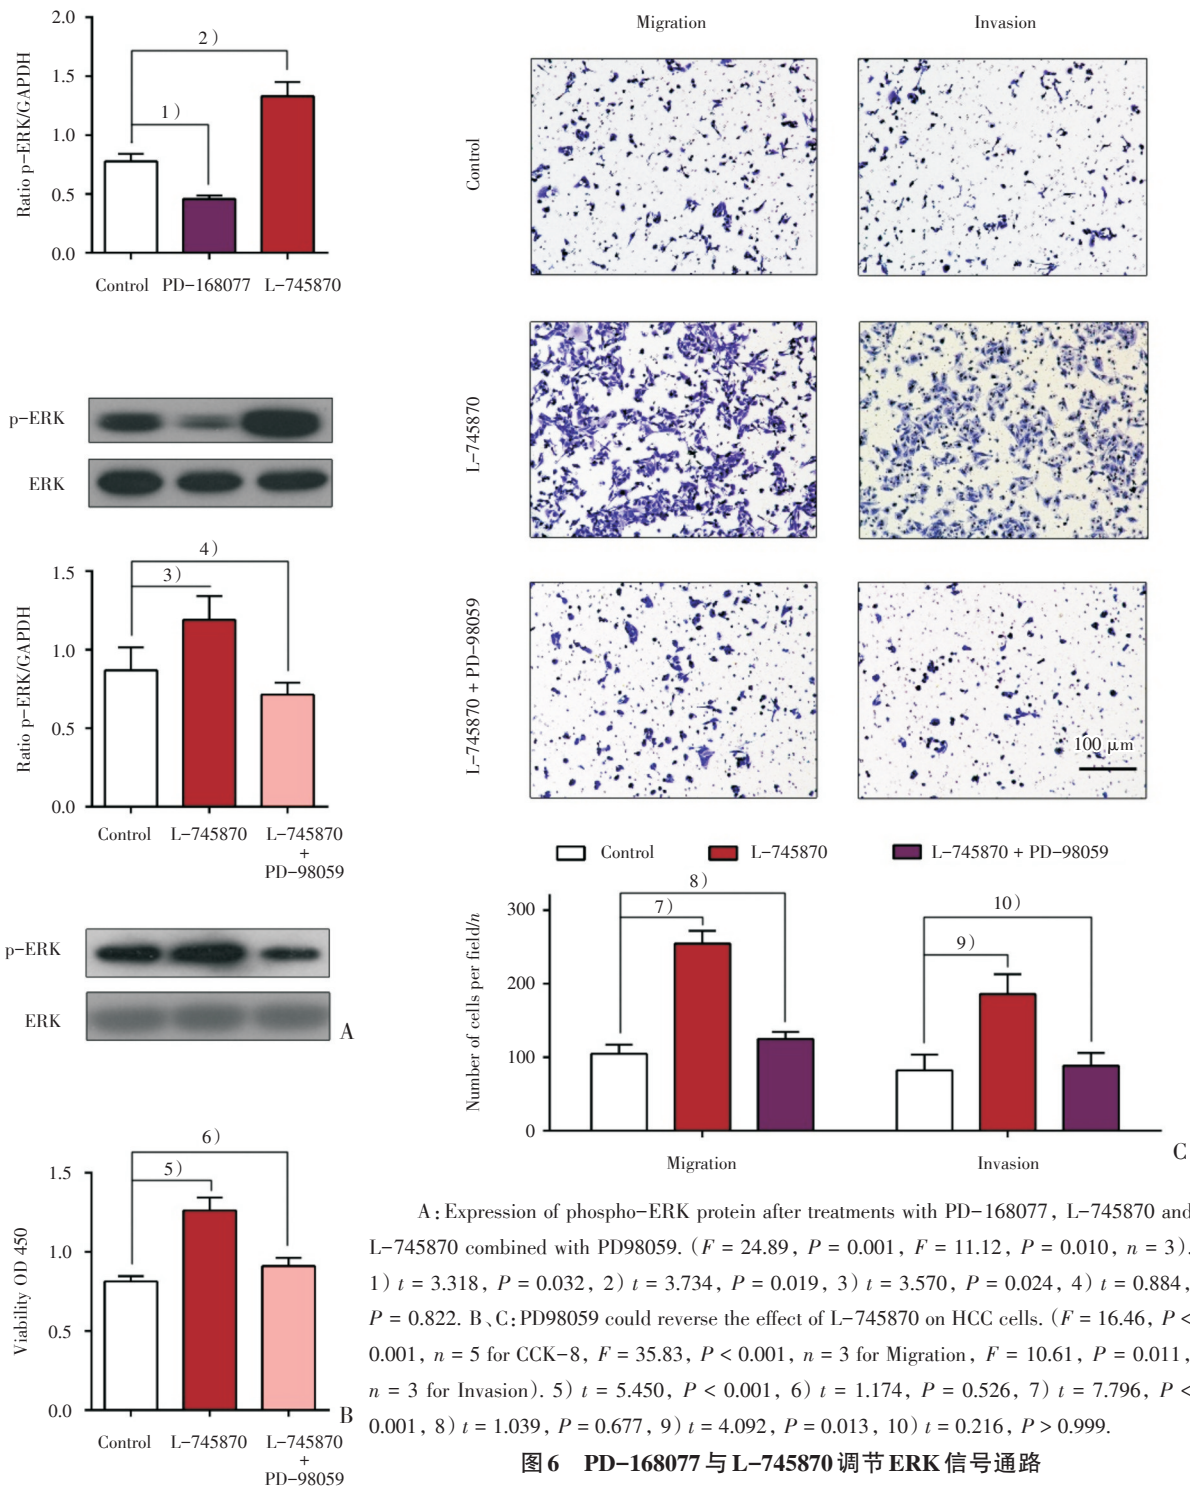 2.0
1.5
1.0
0.5
0.0
Ratio p-ERK/GAPDH
2)
1)
Control PD-168077 L-745870
p-ERK
ERK
1.5
1.0
0.5
0.0
Ratio p-ERK/GAPDH
4)
3)
Control L-745870 L-745870
+
PD-98059
p-ERK
ERK
A
1.5
1.0
0.5
0.0
Viability OD 450
6)
5)
B
Control L-745870 L-745870
+
PD-98059
Migration Invasion
Control
L-745870
L-745870 + PD-98059
100 μm
Control L-745870 L-745870 + PD-98059
300
200
100
0
Number of cells per field/n
8)
7)
10)
9)
Migration Invasion
C
A:Expression of phospho-ERK protein after treatments with PD-168077, L-745870 and
L-745870 combined with PD98059. (F = 24.89, P = 0.001, F = 11.12, P = 0.010, n = 3).
1) t = 3.318, P = 0.032, 2) t = 3.734, P = 0.019, 3) t = 3.570, P = 0.024, 4) t = 0.884,
P = 0.822. B、C:PD98059 could reverse the effect of L-745870 on HCC cells. (F = 16.46, P <
0.001, n = 5 for CCK-8, F = 35.83, P < 0.001, n = 3 for Migration, F = 10.61, P = 0.011,
n = 3 for Invasion). 5) t = 5.450, P < 0.001, 6) t = 1.174, P = 0.526, 7) t = 7.796, P <
0.001, 8) t = 1.039, P = 0.677, 9) t = 4.092, P = 0.013, 10) t = 0.216, P > 0.999.
图6 PD-168077与L-745870调节ERK信号通路